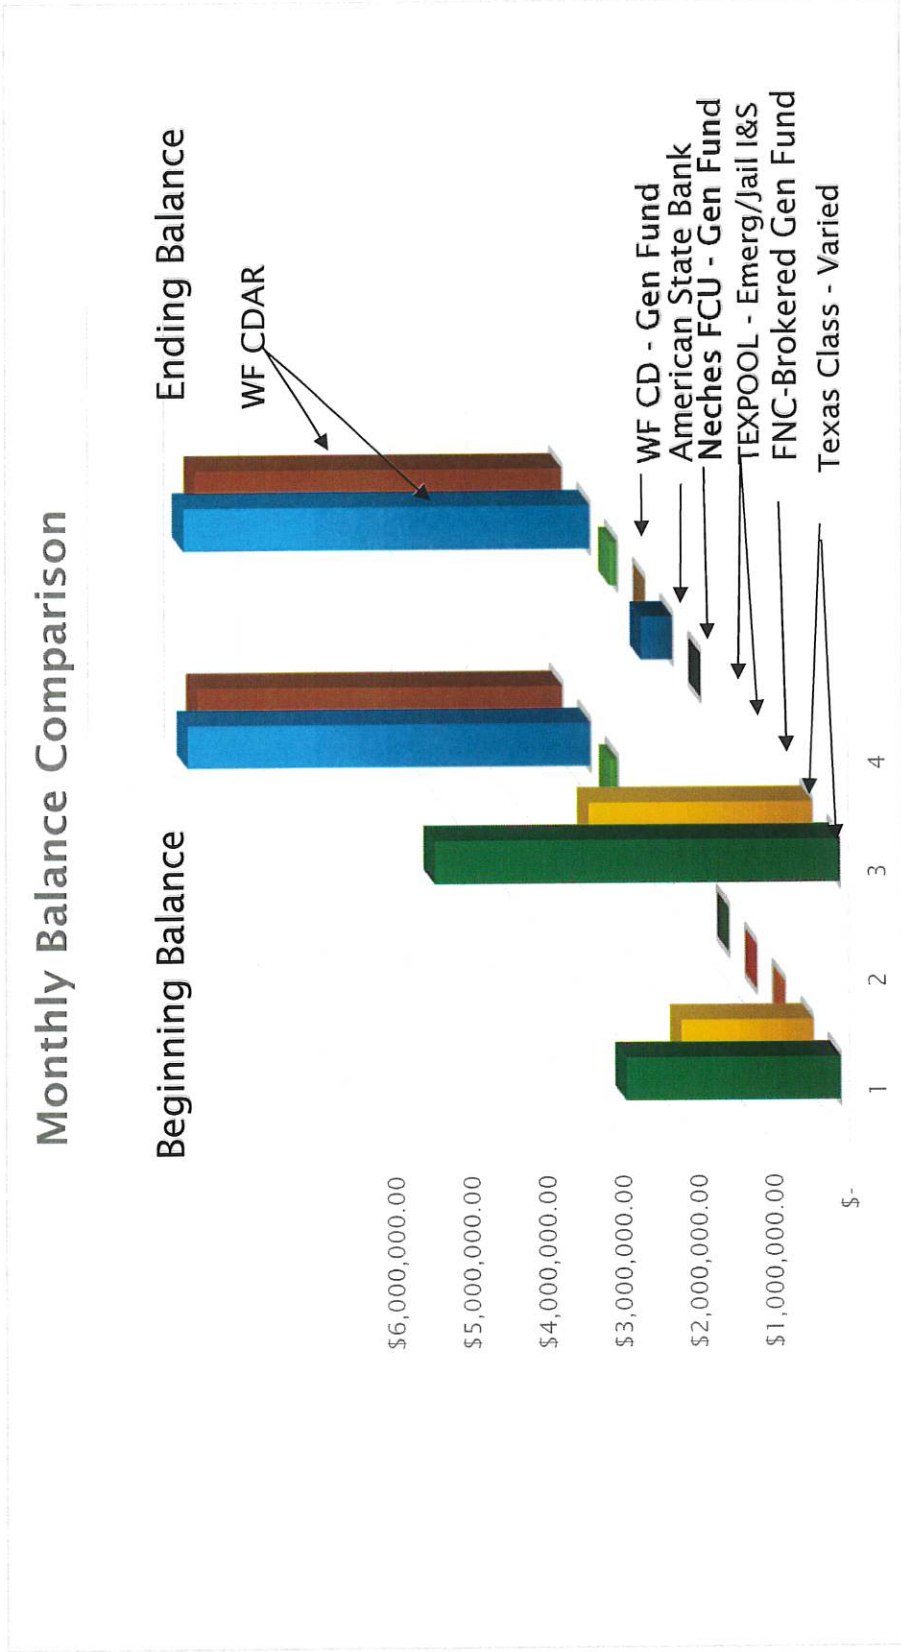 Monthly Balance Comparison
Beginning Balance
Ending Balance
WF CDAR
$6,000,000.00
$5,000,000.00
$4,000,000.00
$3,000,000.00
$2,000,000.00
$1,000,000.00
$-
WF CD - Gen Fund
American State Bank
Neches FCU - Gen Fund
TEXPOOL - Emerg/Jail I&S
FNC-Brokered Gen Fund
Texas Class - Varied
1
2
3
4